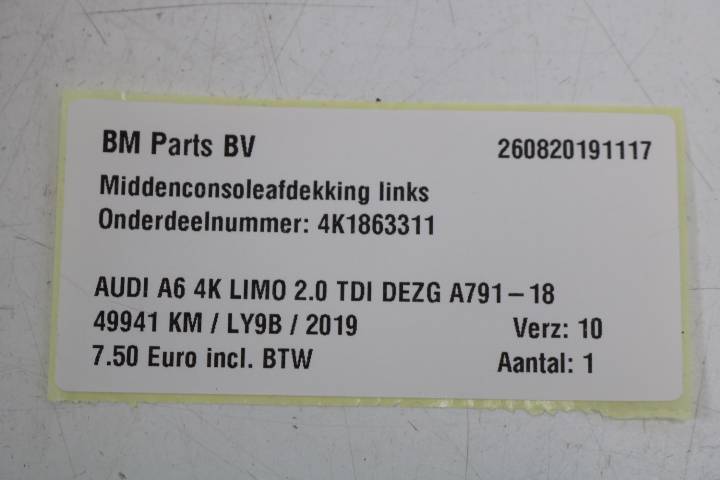 BM Parts BV 260820191117
Middenconsoleafdekking links
Onderdeelnummer: 4K1863311
AUDI A6 4K LIMO 2.0 TDI DEZG A791-18
49941 KM / LY9B / 2019 Verz: 10
7.50 Euro incl. BTW Aantal: 1